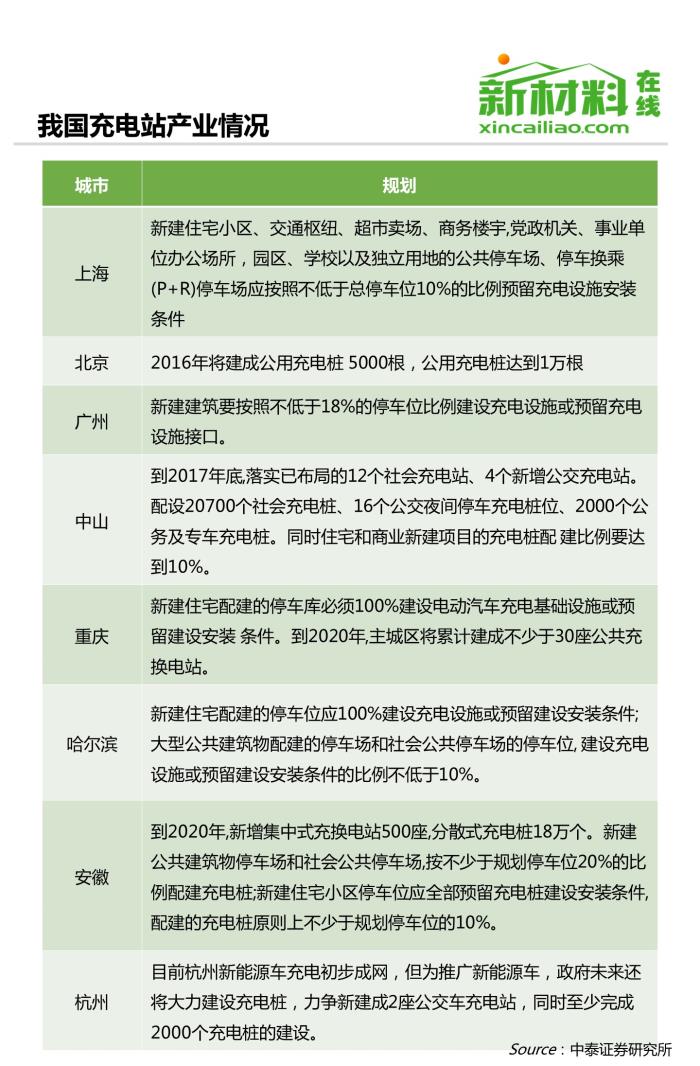 新材料在线
xincailiao.com
我国充电站产业情况
城市 规划
上海
新建住宅小区、交通枢纽、超市卖场、商务楼宇,党政机关、事业单
位办公场所，园区、学校以及独立用地的公共停车场、停车换乘
(P+R)停车场应按照不低于总停车位10%的比例预留充电设施安装
条件
北京
2016年将建成公用充电桩 5000根，公用充电桩达到1万根
广州
新建建筑要按照不低于18%的停车位比例建设充电设施或预留充电
设施接口。
中山
到2017年底,落实已布局的12个社会充电站、4个新增公交充电站。
配设20700个社会充电桩、16个公交夜间停车充电桩位、2000个公
务及专车充电桩。同时住宅和商业新建项目的充电桩配 建比例要达
到10%。
重庆
新建住宅配建的停车库必须100%建设电动汽车充电基础设施或预
留建设安装 条件。到2020年,主城区将累计建成不少于30座公共充
换电站。
哈尔滨
新建住宅配建的停车位应100%建设充电设施或预留建设安装条件;
大型公共建筑物配建的停车场和社会公共停车场的停车位, 建设充电
设施或预留建设安装条件的比例不低于10%。
安徽
到2020年,新增集中式充换电站500座,分散式充电桩18万个。新建
公共建筑物停车场和社会公共停车场,按不少于规划停车位20%的比
例配建充电桩;新建住宅小区停车位应全部预留充电桩建设安装条件,
配建的充电桩原则上不少于规划停车位的10%。
杭州
目前杭州新能源车充电初步成网，但为推广新能源车，政府未来还
将大力建设充电桩，力争新建成2座公交车充电站，同时至少完成
2000个充电桩的建设。
Source：中泰证券研究所